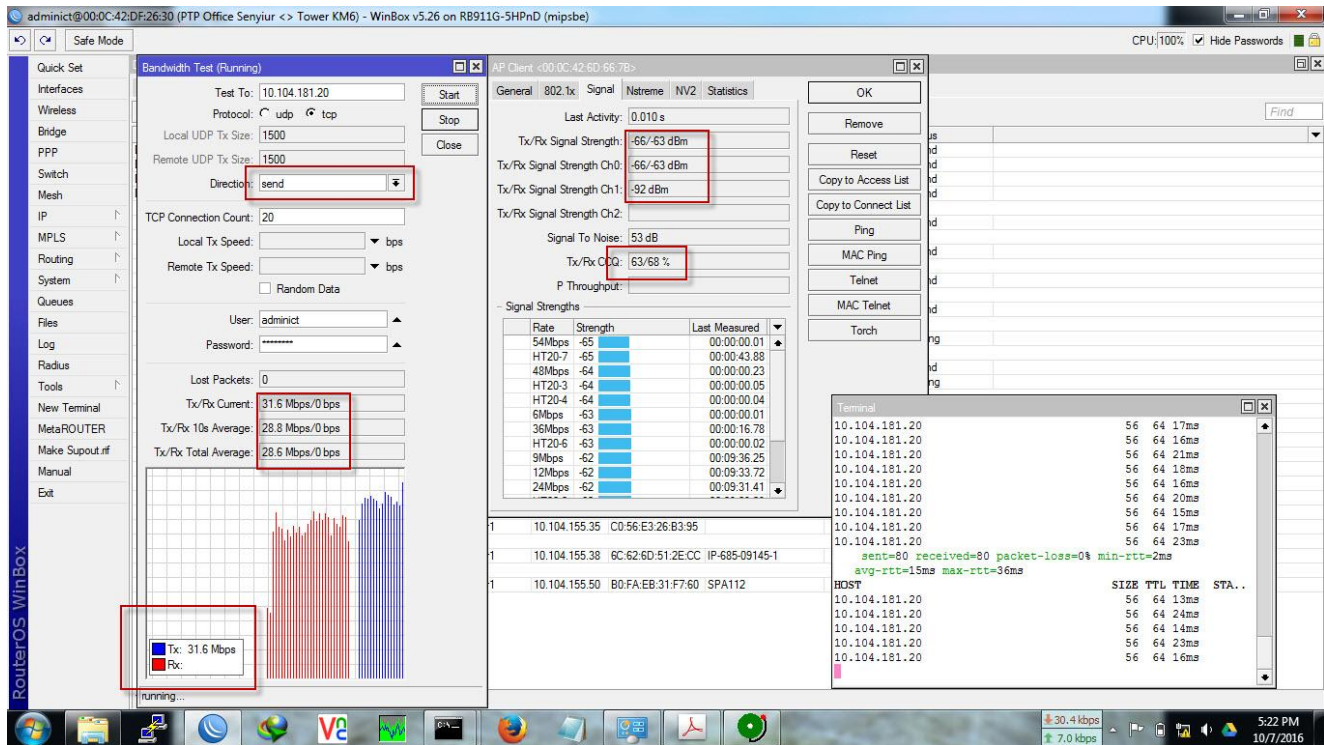 adminict@00:0C:42:DF:26:30 (PTP Office Senyiur <> Tower KM6) - WinBox v5.26 on RB911G-5HPnD (mipsbe)
Safe Mode
CPU: 100%
Hide Passwords
RouterOS WinBox
Quick Set
Interfaces
Wireless
Bridge
PPP
Switch
Mesh
IP
MPLS
Routing
System
Queues
Files
Log
Radius
Tools
New Terminal
MetaROUTER
Make Supout.rif
Manual
Exit
Bandwidth Test (Running)
Test To: 10.104.181.20
Protocol: udp tcp
Local UDP Tx Size: 1500
Remote UDP Tx Size: 1500
Direction: send
TCP Connection Count: 20
Local Tx Speed: bps
Remote Tx Speed: bps
Random Data
User: adminict
Password: ********
Lost Packets: 0
Tx/Rx Current: 31.6 Mbps/0 bps
Tx/Rx 10s Average: 28.8 Mbps/0 bps
Tx/Rx Total Average: 28.6 Mbps/0 bps
Tx: 31.6 Mbps
Rx:
running...
Start
Stop
Close
AP Client <00:0C:42:6D:66:7B>
General 802.1x Signal Nstreme NV2 Statistics
Last Activity: 0.010 s
Tx/Rx Signal Strength: -66/-63 dBm
Tx/Rx Signal Strength Ch0: -66/-63 dBm
Tx/Rx Signal Strength Ch1: -92 dBm
Tx/Rx Signal Strength Ch2:
Signal To Noise: 53 dB
Tx/Rx CCQ: 63/68 %
P Throughput:
Signal Strengths
Rate Strength Last Measured
54Mbps -65 00:00:00.01
HT20-7 -65 00:00:43.88
48Mbps -64 00:00:00.23
HT20-3 -64 00:00:00.05
HT20-4 -64 00:00:00.04
6Mbps -63 00:00:00.01
36Mbps -63 00:00:16.78
HT20-6 -63 00:00:00.02
9Mbps -62 00:09:36.25
12Mbps -62 00:09:33.72
24Mbps -62 00:09:31.41
OK
Remove
Reset
Copy to Access List
Copy to Connect List
Ping
MAC Ping
Telnet
MAC Telnet
Torch
Find
us
nd
nd
nd
nd
nd
nd
nd
nd
ng
nd
ng
r1 10.104.155.35 C0:56:E3:26:B3:95
r1 10.104.155.38 6C:62:6D:51:2E:CC IP-685-09145-1
r1 10.104.155.50 B0:FA:EB:31:F7:60 SPA112
Terminal
10.104.181.20 56 64 17ms
10.104.181.20 56 64 16ms
10.104.181.20 56 64 21ms
10.104.181.20 56 64 18ms
10.104.181.20 56 64 16ms
10.104.181.20 56 64 20ms
10.104.181.20 56 64 15ms
10.104.181.20 56 64 17ms
10.104.181.20 56 64 23ms
sent=80 received=80 packet-loss=0% min-rtt=2ms
avg-rtt=15ms max-rtt=36ms
HOST SIZE TTL TIME STA..
10.104.181.20 56 64 13ms
10.104.181.20 56 64 24ms
10.104.181.20 56 64 14ms
10.104.181.20 56 64 23ms
10.104.181.20 56 64 16ms
30.4 kbps
7.0 kbps
5:22 PM
10/7/2016